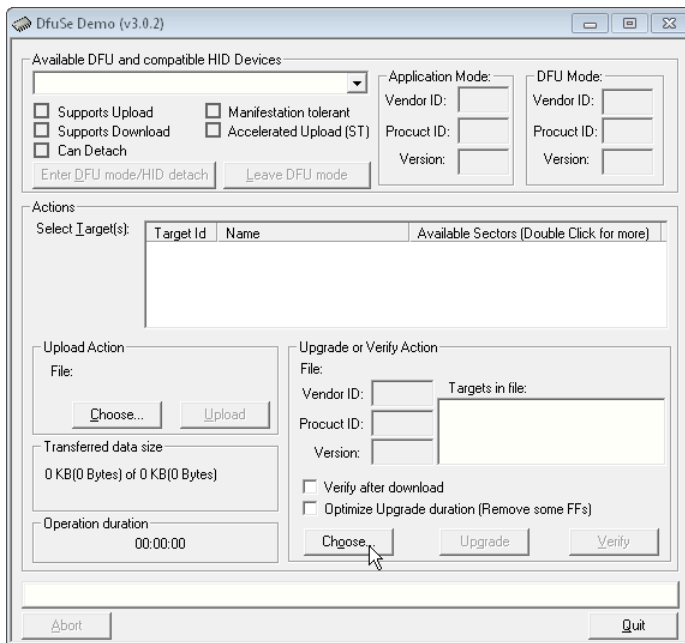 DfuSe Demo (v3.0.2)
Available DFU and compatible HID Devices
Supports Upload
Manifestation tolerant
Supports Download
Accelerated Upload (ST)
Can Detach
Enter DFU mode/HID detach
Leave DFU mode
Application Mode:
Vendor ID:
Procuct ID:
Version:
DFU Mode:
Vendor ID:
Procuct ID:
Version:
Actions
Select Target(s):
Target Id Name Available Sectors (Double Click for more)
Upload Action
File:
Choose... Upload
Transferred data size
0 KB(0 Bytes) of 0 KB(0 Bytes)
Operation duration
00:00:00
Upgrade or Verify Action
File:
Vendor ID:
Procuct ID:
Version:
Targets in file:
Verify after download
Optimize Upgrade duration (Remove some FFs)
Choose... Upgrade Verify
Abort Quit